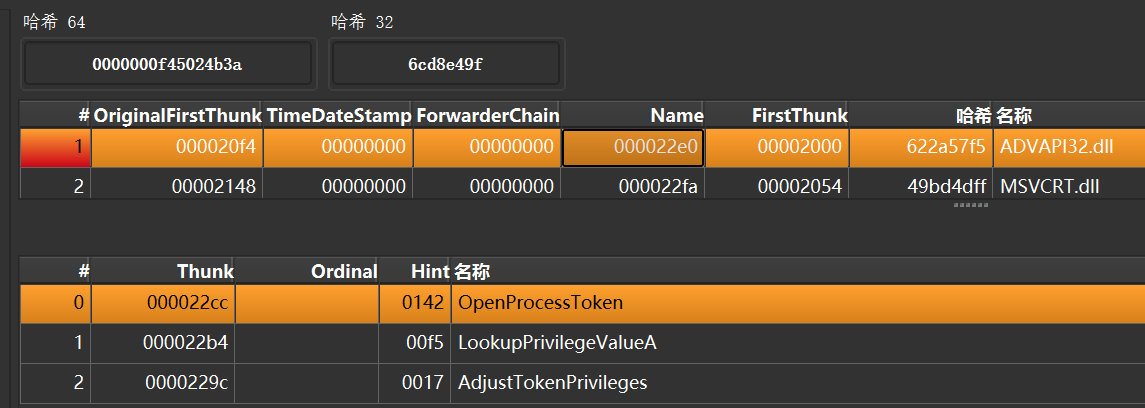 哈希 64 哈希 32
0000000f45024b3a 6cd8e49f
# OriginalFirstThunk TimeDateStamp ForwarderChain Name FirstThunk 哈希 名称
1 000020f4 00000000 00000000 000022e0 00002000 622a57f5 ADVAPI32.dll
2 00002148 00000000 00000000 000022fa 00002054 49bd4dff MSVCRT.dll
# Thunk Ordinal Hint 名称
0 000022cc 0142 OpenProcessToken
1 000022b4 00f5 LookupPrivilegeValueA
2 0000229c 0017 AdjustTokenPrivileges